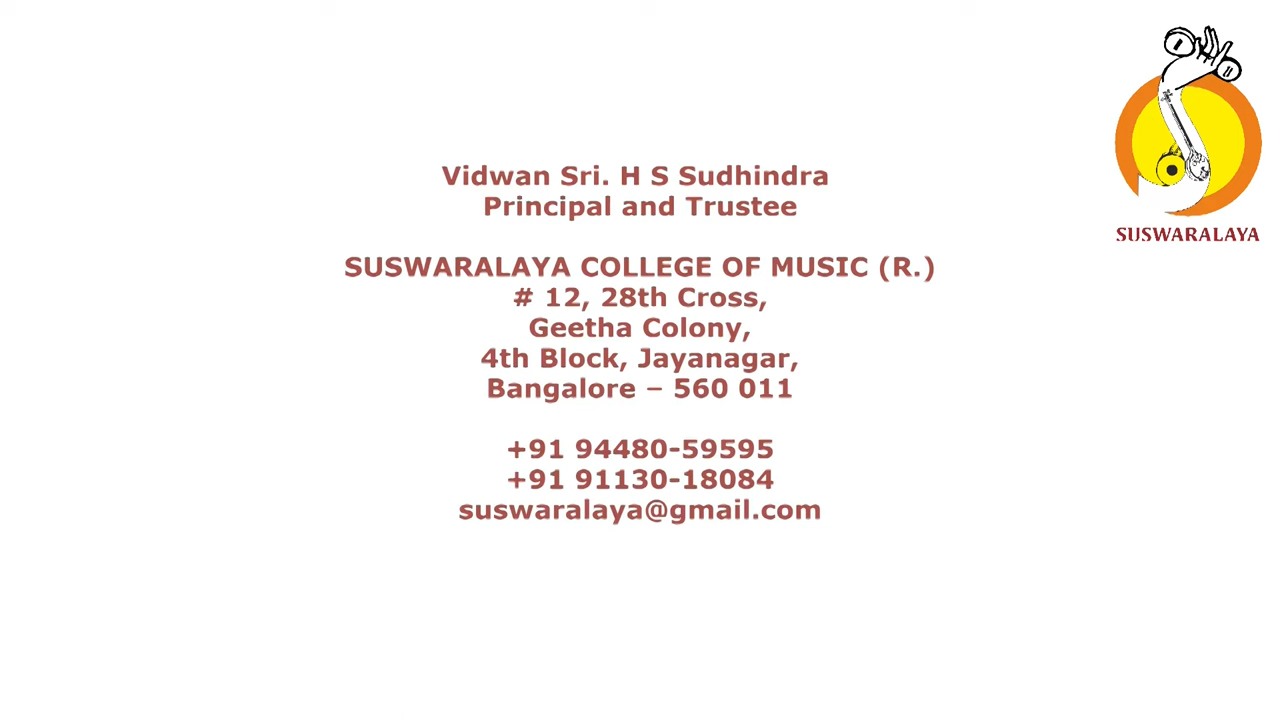 Vidwan Sri. H S Sudhindra
Principal and Trustee
SUSWARALAYA COLLEGE OF MUSIC (R.)
# 12, 28th Cross,
Geetha Colony,
4th Block, Jayanagar,
Bangalore – 560 011
+91 94480-59595
+91 91130-18084
suswaralaya@gmail.com
SUSWARALAYA